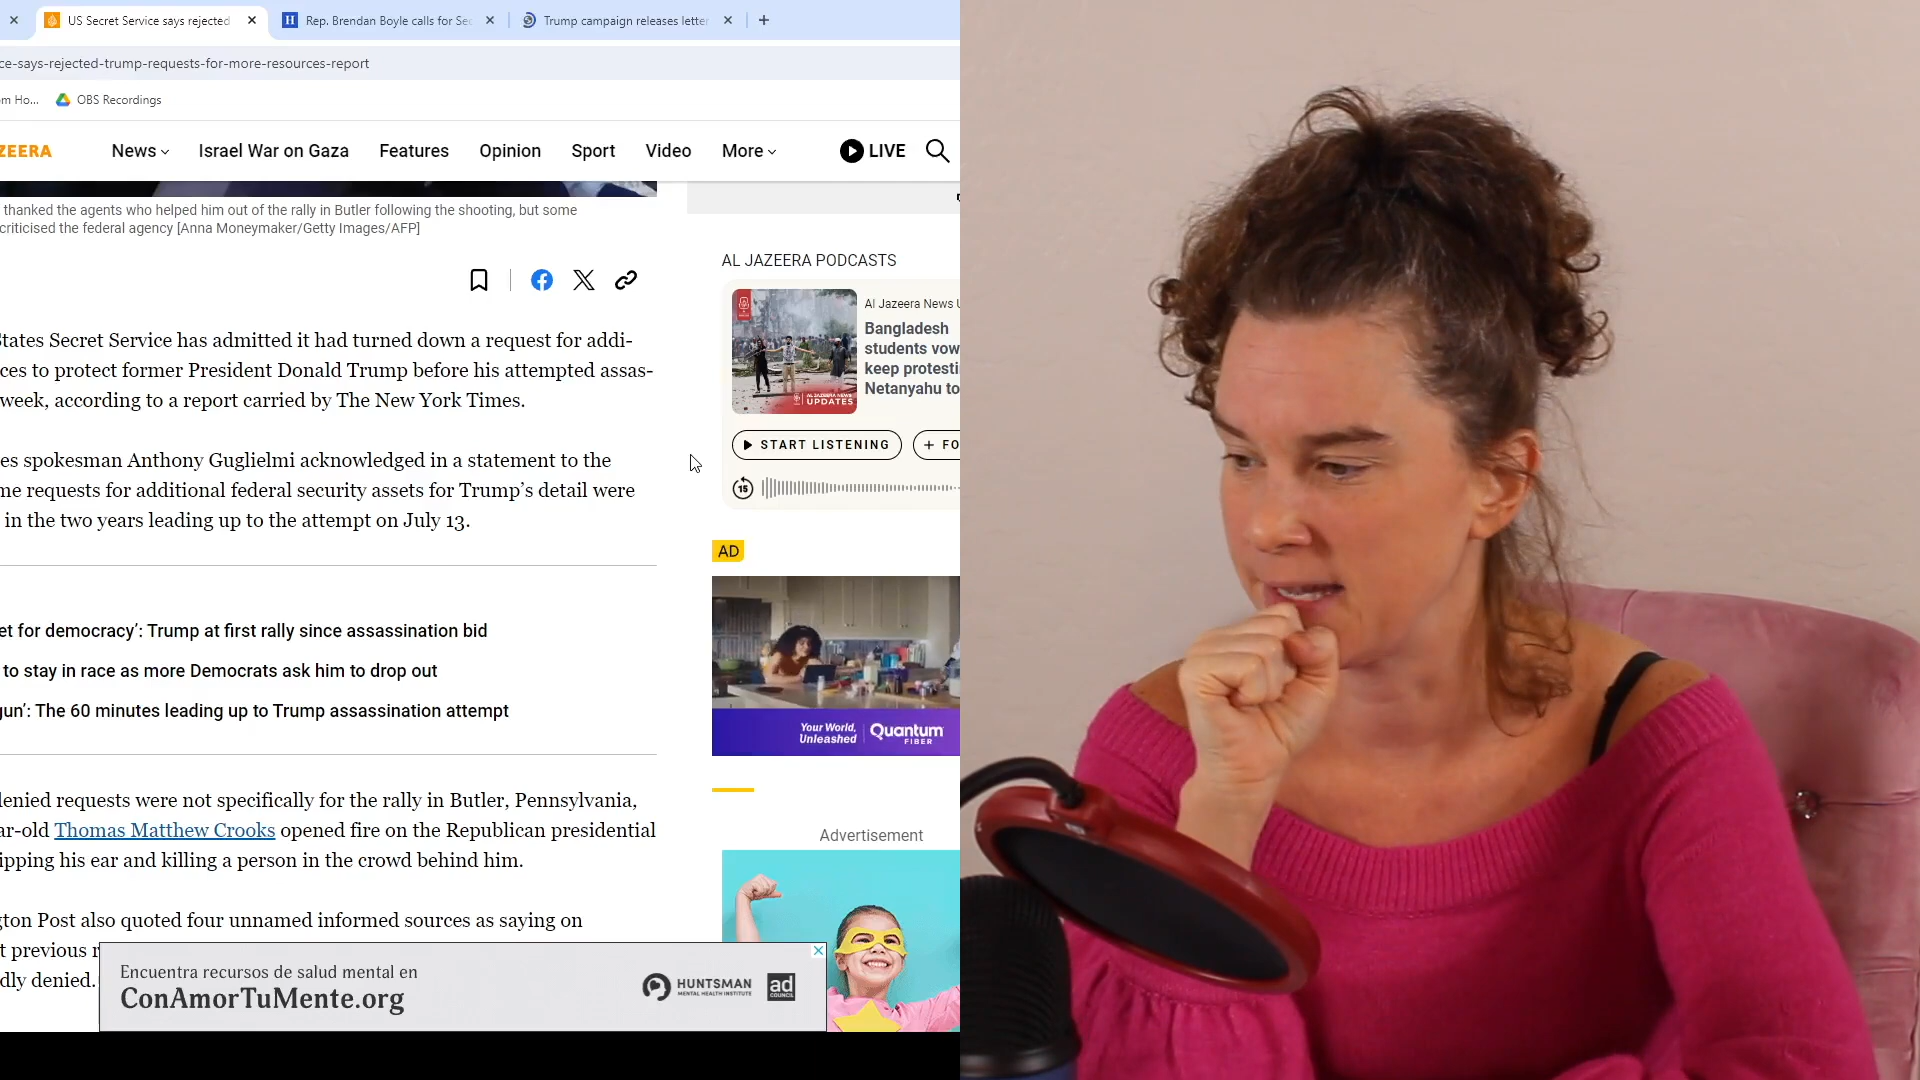 US Secret Service says rejected
Rep. Brendan Boyle calls for Sec
Trump campaign releases letter
ce-says-rejected-trump-requests-for-more-resources-report
m Ho...
OBS Recordings
ZEERA
News
Israel War on Gaza
Features
Opinion
Sport
Video
More
LIVE
thanked the agents who helped him out of the rally in Butler following the shooting, but some
criticised the federal agency [Anna Moneymaker/Getty Images/AFP]
States Secret Service has admitted it had turned down a request for addi-
ces to protect former President Donald Trump before his attempted assas-
week, according to a report carried by The New York Times.
es spokesman Anthony Guglielmi acknowledged in a statement to the
me requests for additional federal security assets for Trump’s detail were
in the two years leading up to the attempt on July 13.
et for democracy’: Trump at first rally since assassination bid
to stay in race as more Democrats ask him to drop out
gun’: The 60 minutes leading up to Trump assassination attempt
denied requests were not specifically for the rally in Butler, Pennsylvania,
ar-old Thomas Matthew Crooks opened fire on the Republican presidential
ipping his ear and killing a person in the crowd behind him.
gton Post also quoted four unnamed informed sources as saying on
t previous r
dly denied.
AL JAZEERA PODCASTS
Al Jazeera News U
Bangladesh
students vow
keep protesti
Netanyahu to
AL JAZEERA NEWS
UPDATES
START LISTENING
+ FO
15
AD
Your World,
Unleashed
Quantum
FIBER
Advertisement
Encuentra recursos de salud mental en
ConAmorTuMente.org
HUNTSMAN
MENTAL HEALTH INSTITUTE
ad
COUNCIL